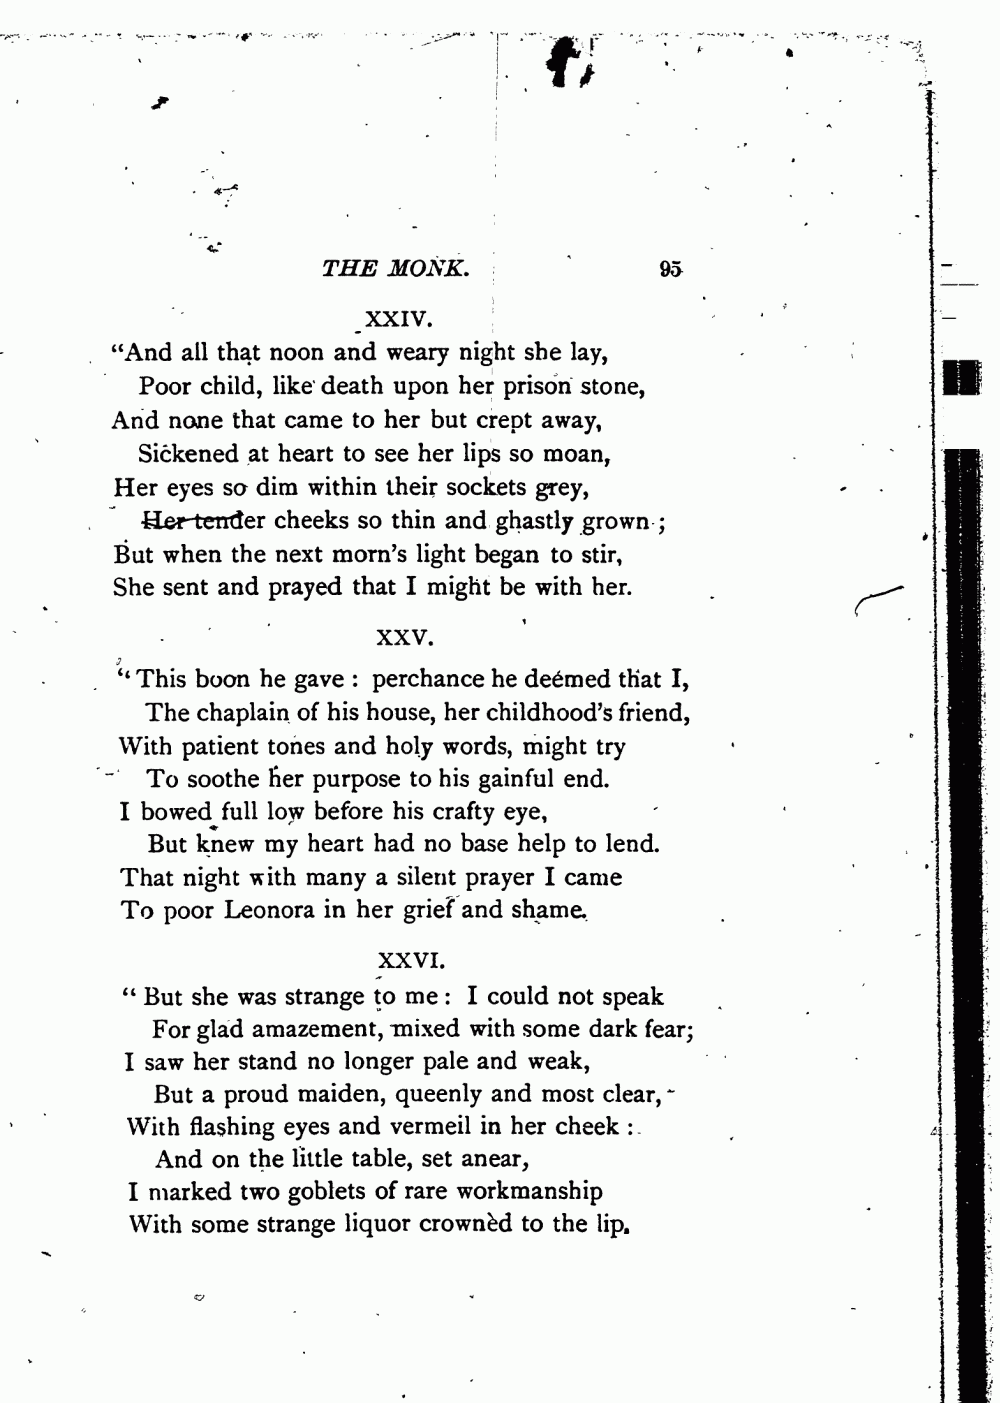 THE MONK. 95
XXIV.
“And all that noon and weary night she lay,
Poor child, like death upon her prison stone,
And none that came to her but crept away,
Sickened at heart to see her lips so moan,
Her eyes so dim within their sockets grey,
Her tender cheeks so thin and ghastly grown ;
But when the next morn’s light began to stir,
She sent and prayed that I might be with her.
XXV.
“ This boon he gave : perchance he deemed that I,
The chaplain of his house, her childhood’s friend,
With patient tones and holy words, might try
To soothe her purpose to his gainful end.
I bowed full low before his crafty eye,
But knew my heart had no base help to lend.
That night with many a silent prayer I came
To poor Leonora in her grief and shame.
XXVI.
“ But she was strange to me : I could not speak
For glad amazement, mixed with some dark fear;
I saw her stand no longer pale and weak,
But a proud maiden, queenly and most clear,
With flashing eyes and vermeil in her cheek :
And on the little table, set anear,
I marked two goblets of rare workmanship
With some strange liquor crownèd to the lip.